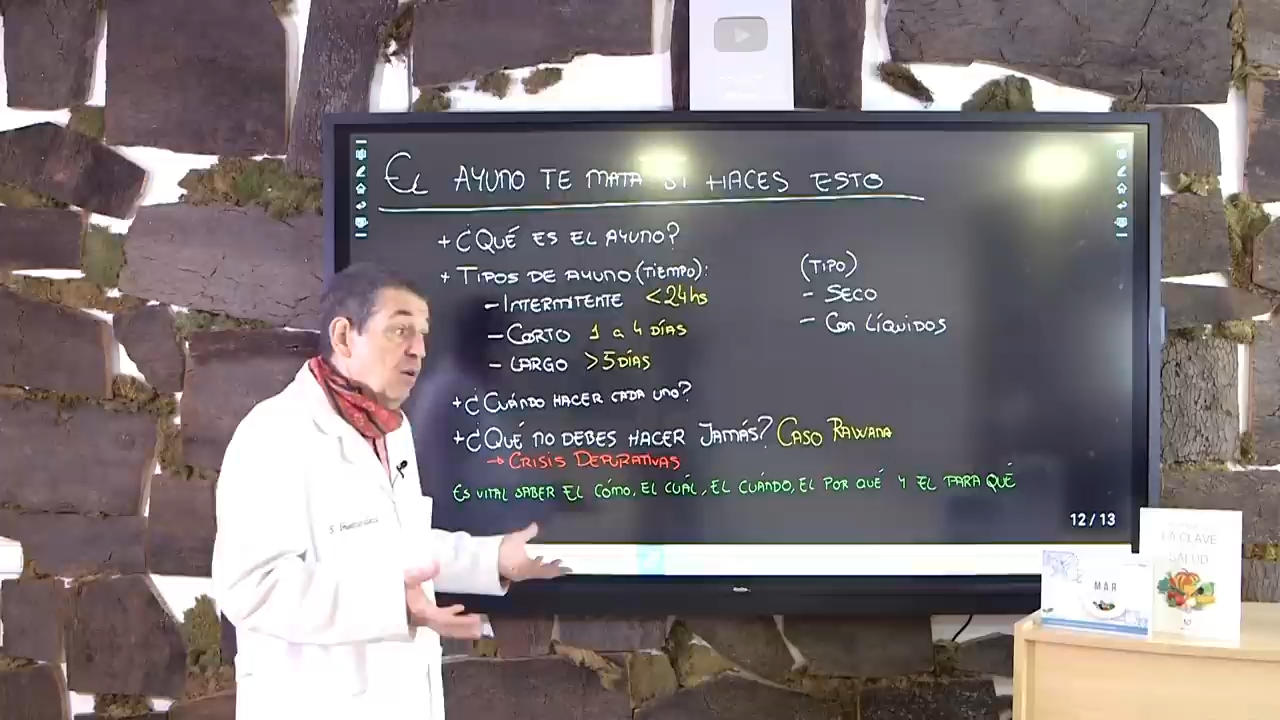 El AYUNO TE MATA SI HACES ESTO
+ ¿QUÉ ES EL AYUNO?
+ TIPOS DE AYUNO (TIEMPO):
- INTERMITENTE <24hs
- CORTO 1 a 4 DÍAS
- LARGO >5 DÍAS
(TIPO)
- SECO
- Con LÍQUIDOS
+ ¿CUÁNDO HACER CADA UNO?
+ ¿QUÉ NO DEBES HACER JAMÁS? CASO RAWANA
→ CRISIS DEPURATIVAS
ES VITAL SABER EL CÓMO, EL CUÁL, EL CUÁNDO, EL POR QUÉ Y EL PARA QUÉ
12/13
LA CLAVE
SALUD
MAR